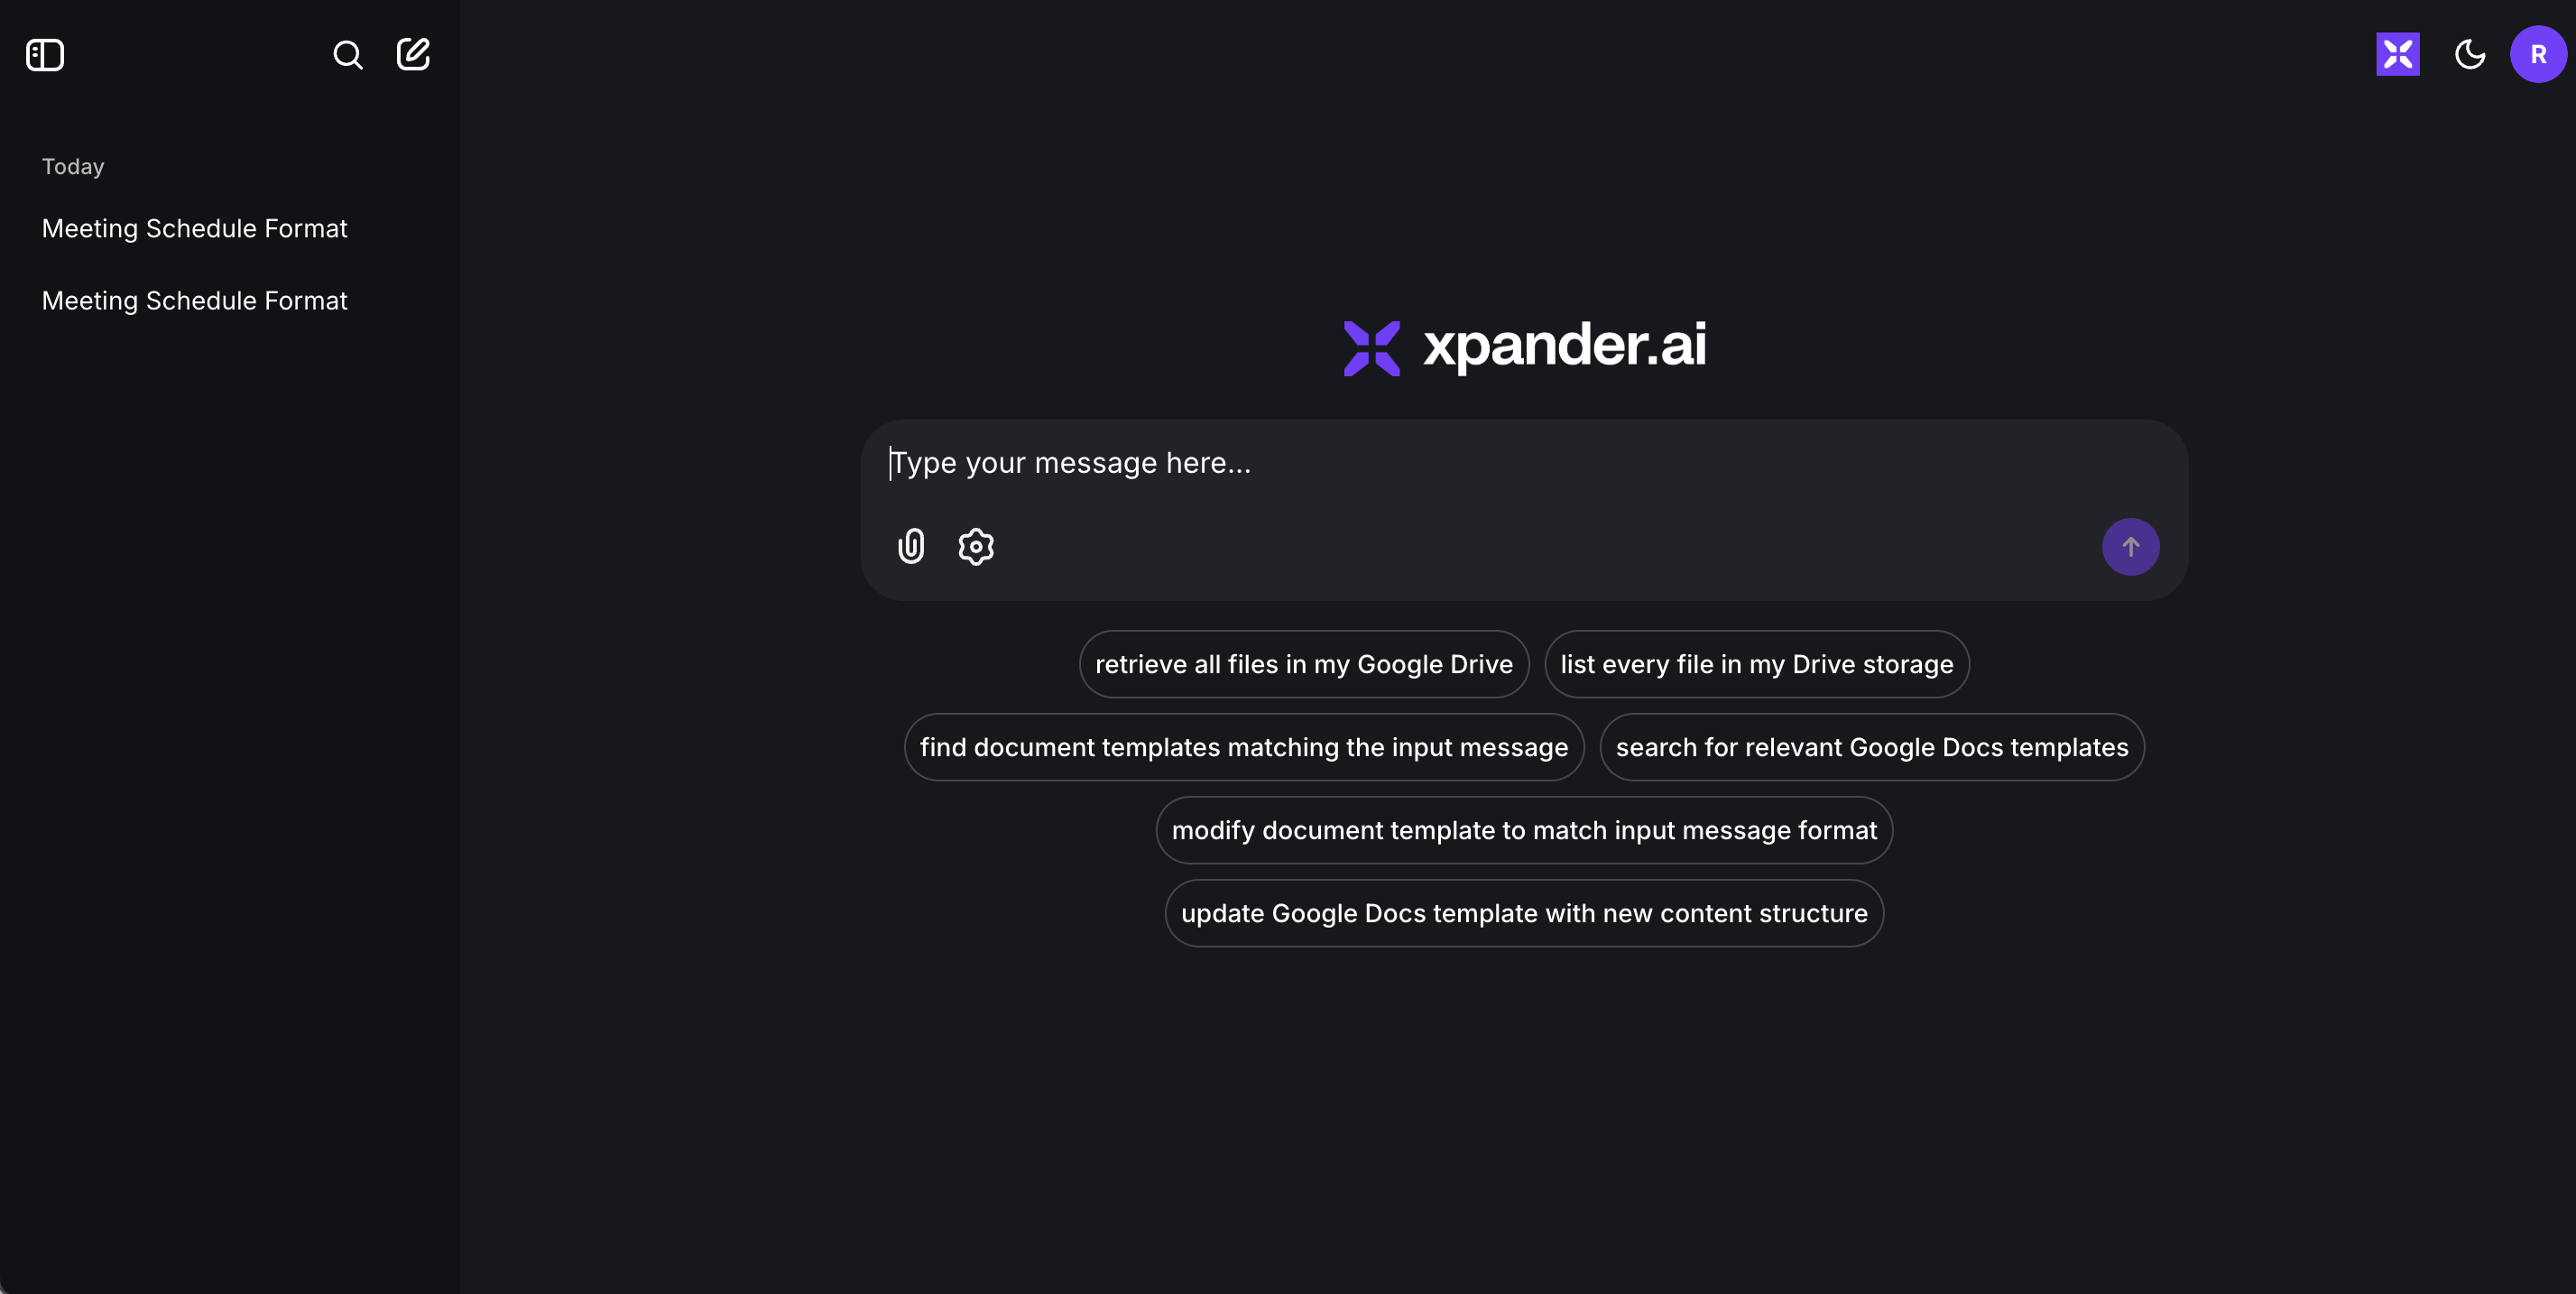 R
Today
Meeting Schedule Format
Meeting Schedule Format
xpander.ai
Type your message here...
retrieve all files in my Google Drive
list every file in my Drive storage
find document templates matching the input message
search for relevant Google Docs templates
modify document template to match input message format
update Google Docs template with new content structure